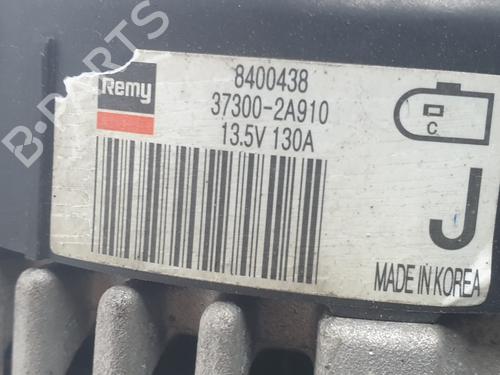 B-PARTS
Remy
8400438
37300-2A910
13.5V 130A
C
J
MADE IN KOREA